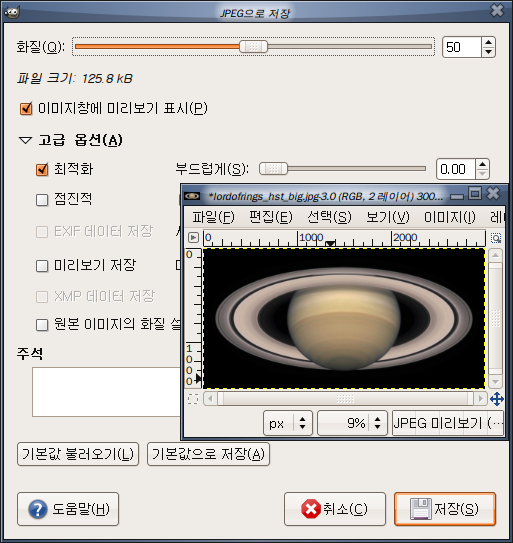 JPEG으로 저장
화질(Q):
50
파일 크기: 125.8 kB
이미지창에 미리보기 표시(P)
고급 옵션(A)
최적화
부드럽게(S):
0.00
점진적
EXIF 데이터 저장
미리보기 저장
XMP 데이터 저장
원본 이미지의 화질
주석
*lordofrings_hst_big.jpg-3.0 (RGB, 2 레이어) 300...
파일(F) 편집(E) 선택(S) 보기(V) 이미지(I) 레
0 1000 2000
0
1000
px 9% JPEG 미리보기 (...
기본값 불러오기(L) 기본값으로 저장(A)
도움말(H) 취소(C) 저장(S)